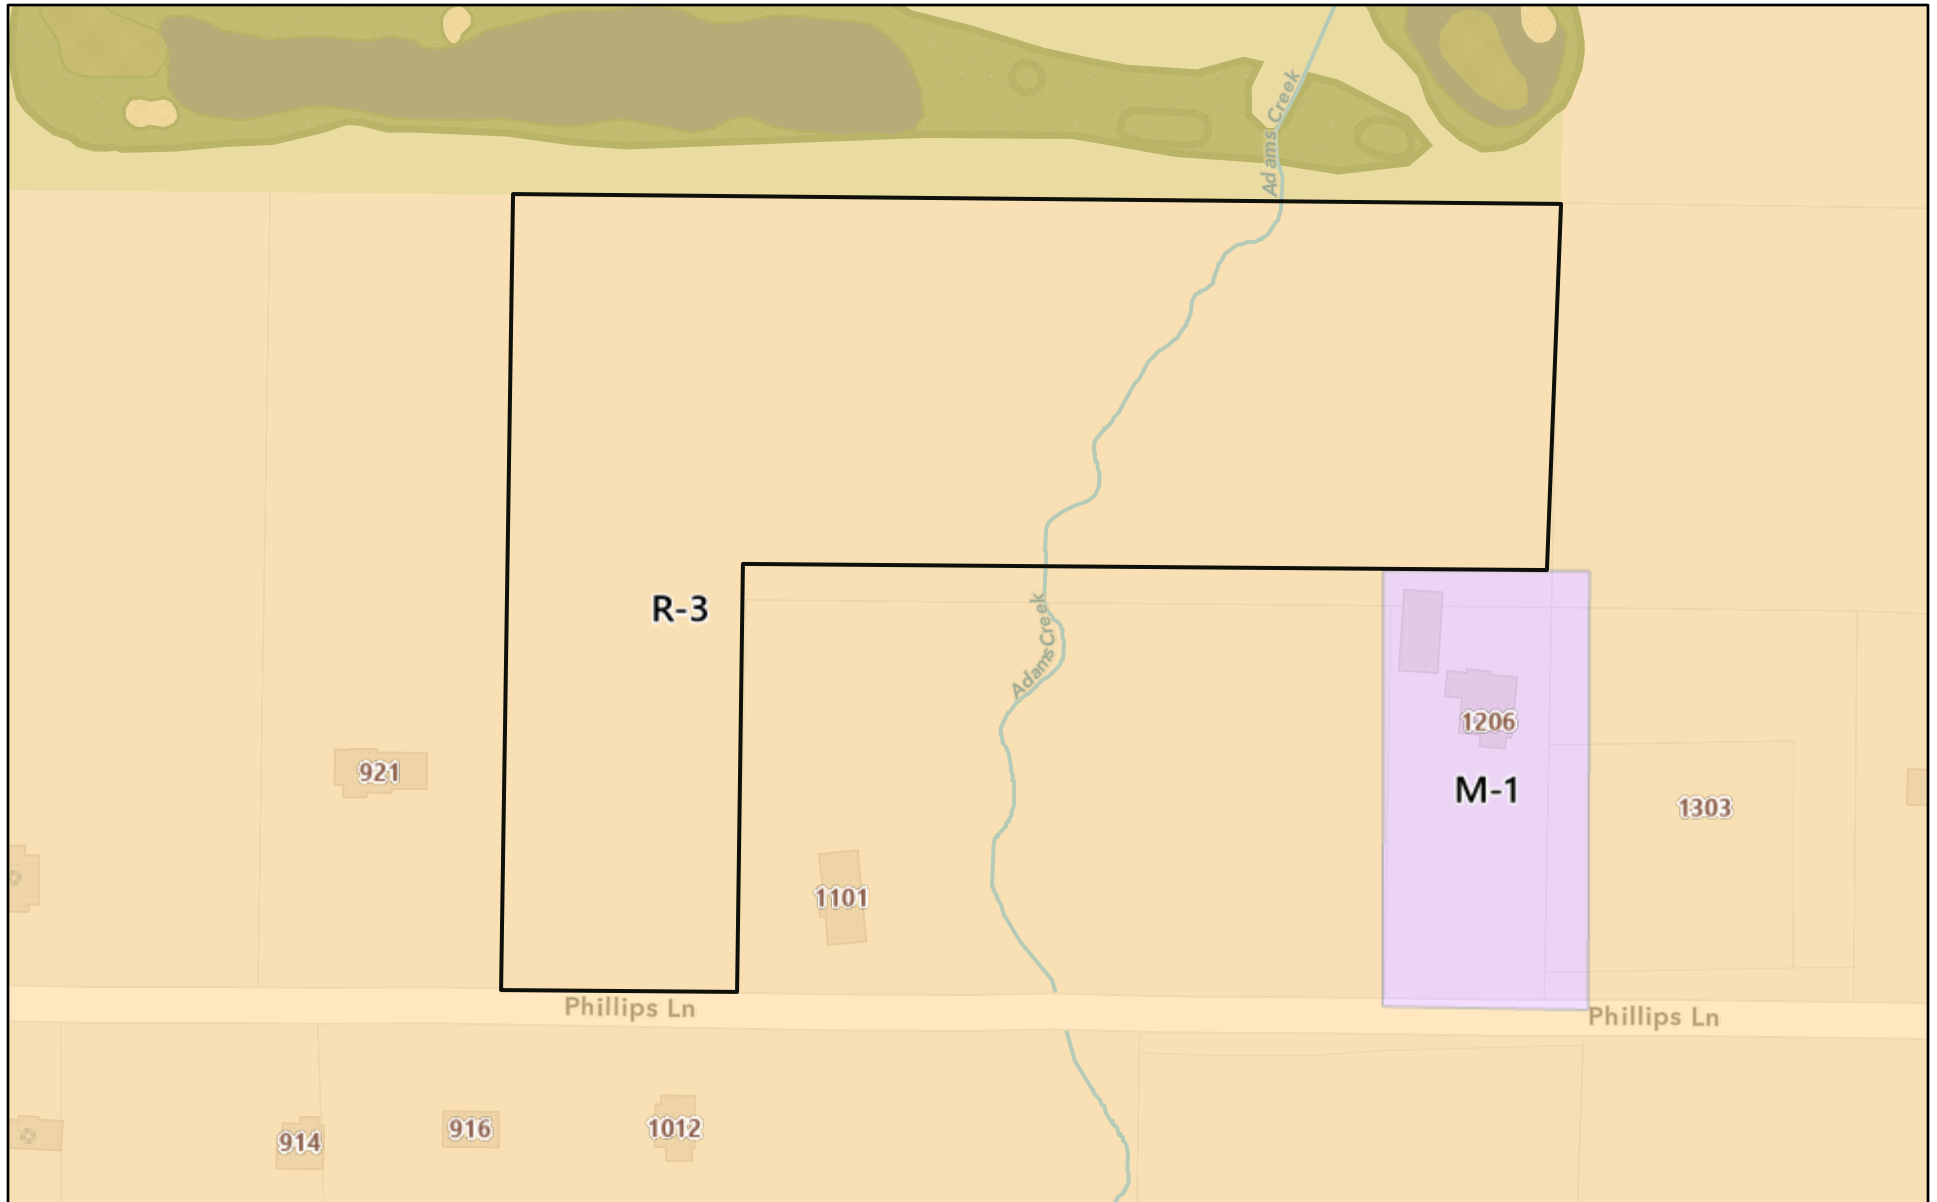 Adams Creek
Adams Creek
R-3
1206
921
M-1
1303
1101
Phillips Ln
Phillips Ln
914
916
1012